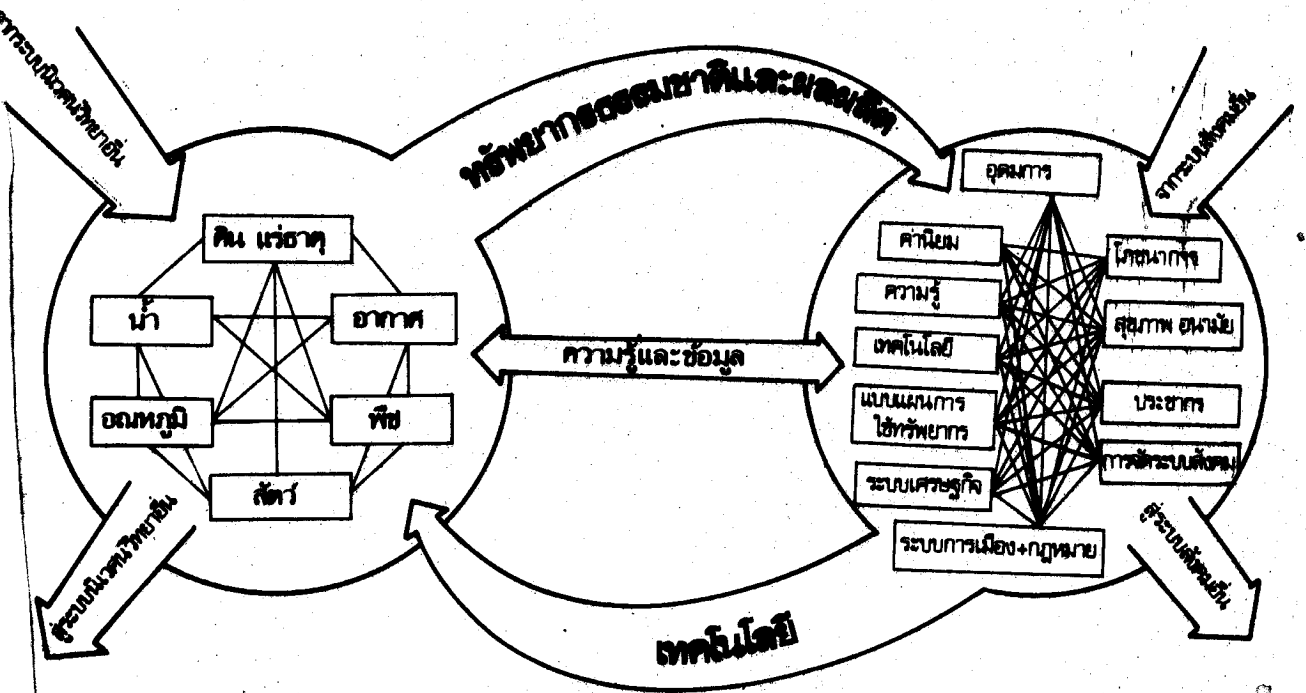 จากระบบนิเวศน์วิทยาอื่น
ทรัพยากรธรรมชาติและผลผลิต
จากระบบสังคมอื่น
ดิน แร่ธาตุ
น้ำ
อากาศ
อุณหภูมิ
พืช
สัตว์
ความรู้และข้อมูล
อุดมการ
ค่านิยม
ความรู้
เทคโนโลยี
แบบแผนการ
ใช้ทรัพยากร
ระบบเศรษฐกิจ
ระบบการเมือง+กฎหมาย
โภชนาการ
สุขภาพ อนามัย
ประชากร
การจัดระบบสังคม
สู่ระบบนิเวศน์วิทยาอื่น
เทคโนโลยี
สู่ระบบสังคมอื่น